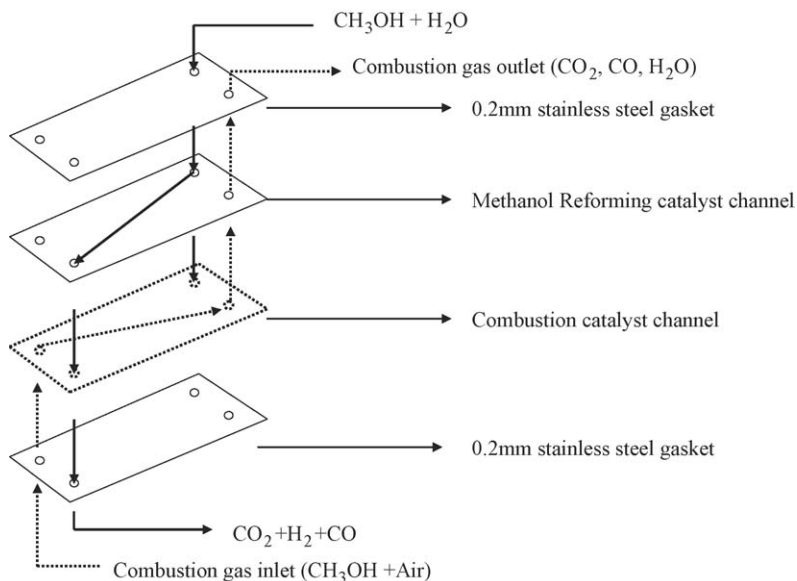 CH₃OH + H₂O
Combustion gas outlet (CO₂, CO, H₂O)
0.2mm stainless steel gasket
Methanol Reforming catalyst channel
Combustion catalyst channel
0.2mm stainless steel gasket
CO₂+H₂+CO
Combustion gas inlet (CH₃OH +Air)